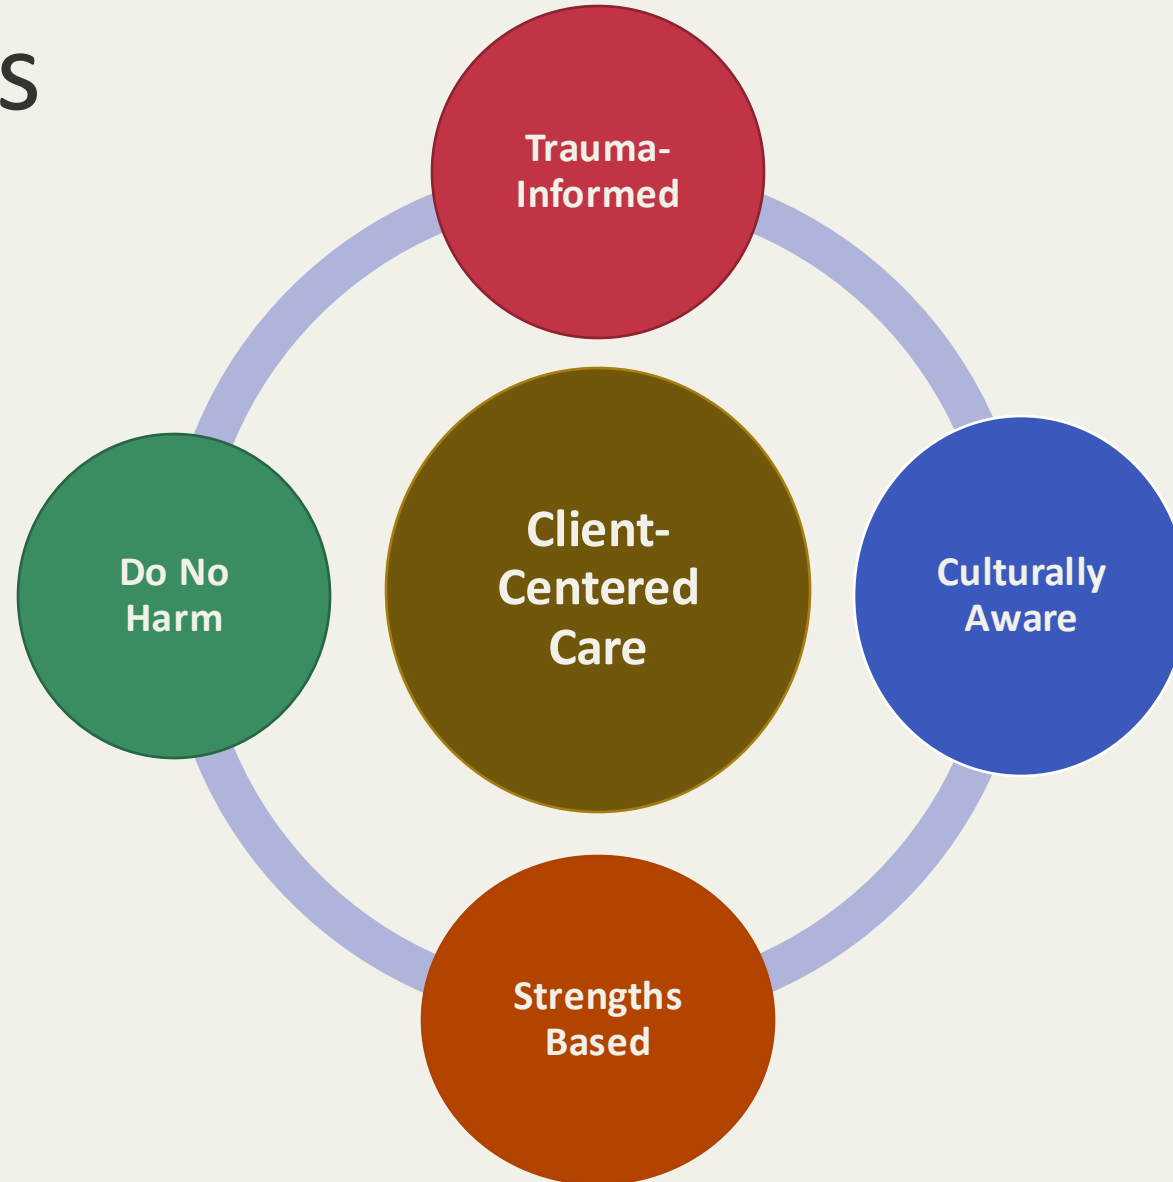 s
Trauma-
Informed
Client-
Centered
Care
Do No
Harm
Culturally
Aware
Strengths
Based